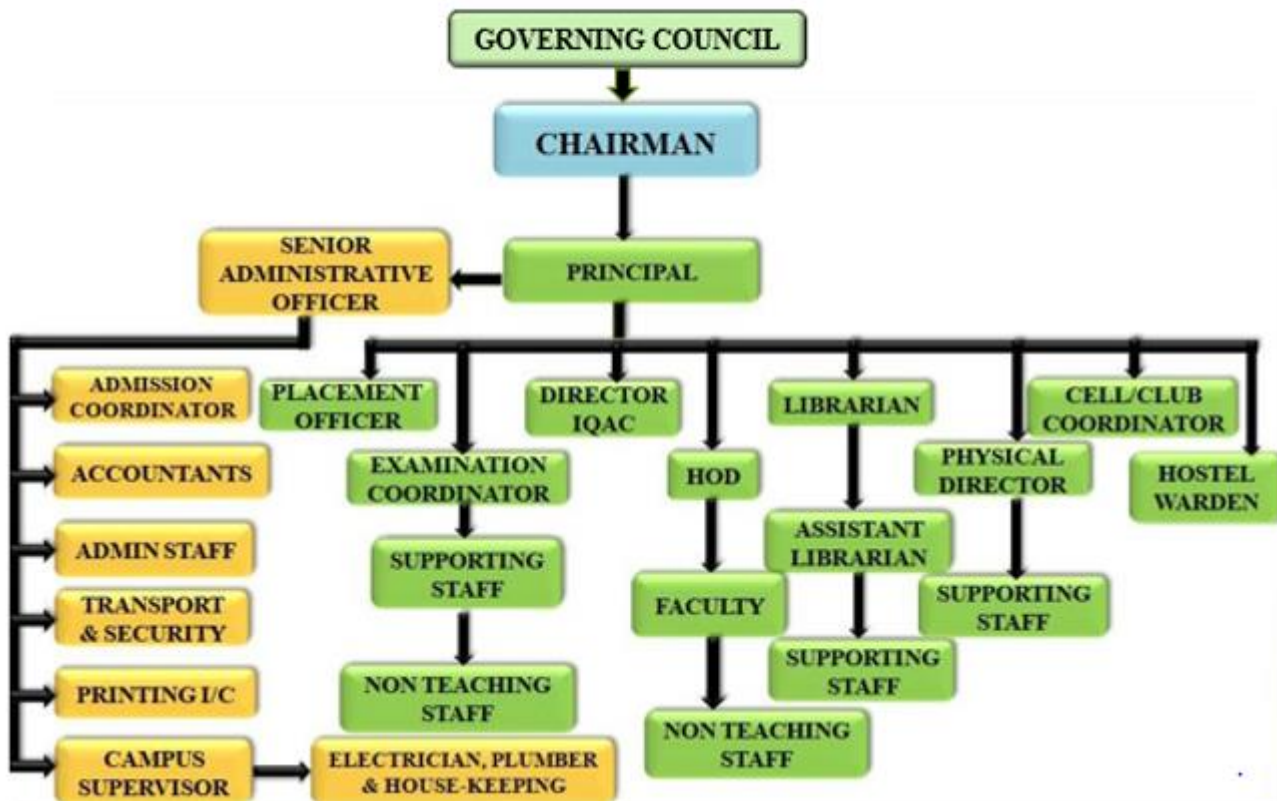 GOVERNING COUNCIL
CHAIRMAN
SENIOR
ADMINISTRATIVE
OFFICER
PRINCIPAL
ADMISSION
COORDINATOR
ACCOUNTANTS
ADMIN STAFF
TRANSPORT
& SECURITY
PRINTING I/C
CAMPUS
SUPERVISOR
ELECTRICIAN, PLUMBER
& HOUSE-KEEPING
PLACEMENT
OFFICER
EXAMINATION
COORDINATOR
SUPPORTING
STAFF
NON TEACHING
STAFF
DIRECTOR
IQAC
HOD
FACULTY
NON TEACHING
STAFF
LIBRARIAN
ASSISTANT
LIBRARIAN
SUPPORTING
STAFF
PHYSICAL
DIRECTOR
SUPPORTING
STAFF
CELL/CLUB
COORDINATOR
HOSTEL
WARDEN